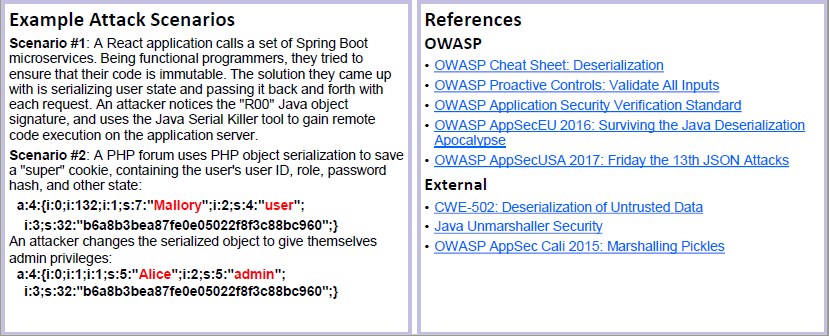 Example Attack Scenarios
Scenario #1: A React application calls a set of Spring Boot
microservices. Being functional programmers, they tried to
ensure that their code is immutable. The solution they came up
with is serializing user state and passing it back and forth with
each request. An attacker notices the "R00" Java object
signature, and uses the Java Serial Killer tool to gain remote
code execution on the application server.
Scenario #2: A PHP forum uses PHP object serialization to save
a "super" cookie, containing the user's user ID, role, password
hash, and other state:
a:4:{i:0;i:132;i:1;s:7:"Mallory";i:2;s:4:"user";
i:3;s:32:"b6a8b3bea87fe0e05022f8f3c88bc960";}
An attacker changes the serialized object to give themselves
admin privileges:
a:4:{i:0;i:1;i:1;s:5:"Alice";i:2;s:5:"admin";
i:3;s:32:"b6a8b3bea87fe0e05022f8f3c88bc960";}
References
OWASP
• OWASP Cheat Sheet: Deserialization
• OWASP Proactive Controls: Validate All Inputs
• OWASP Application Security Verification Standard
• OWASP AppSecEU 2016: Surviving the Java Deserialization
Apocalypse
• OWASP AppSecUSA 2017: Friday the 13th JSON Attacks
External
• CWE-502: Deserialization of Untrusted Data
• Java Unmarshaller Security
• OWASP AppSec Cali 2015: Marshalling Pickles